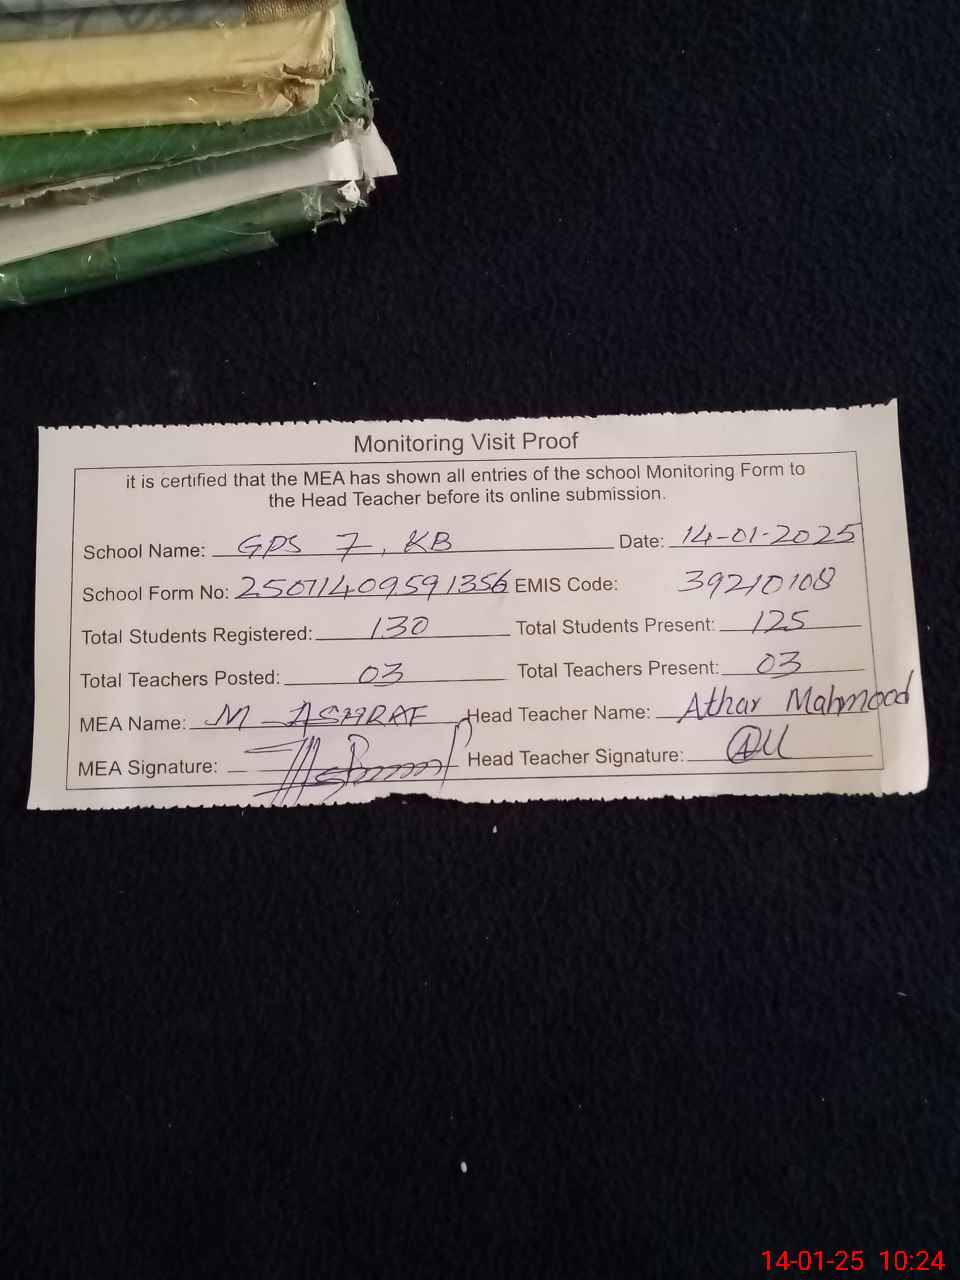 Monitoring Visit Proof
it is certified that the MEA has shown all entries of the school Monitoring Form to
the Head Teacher before its online submission.
School Name: GPS 7, KB Date: 14-01-2025
School Form No: 25011409591356 EMIS Code: 39210108
Total Students Registered: 130 Total Students Present: 125
Total Teachers Posted: 03 Total Teachers Present: 03
MEA Name: M ASHRAF Head Teacher Name: Athar Mahmood
MEA Signature: Head Teacher Signature:
14-01-25 10:24